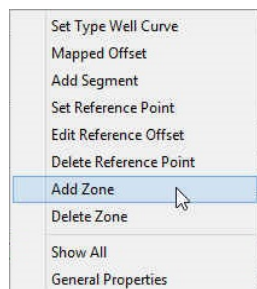 Set Type Well Curve
Mapped Offset
Add Segment
Set Reference Point
Edit Reference Offset
Delete Reference Point
Add Zone
Delete Zone
Show All
General Properties